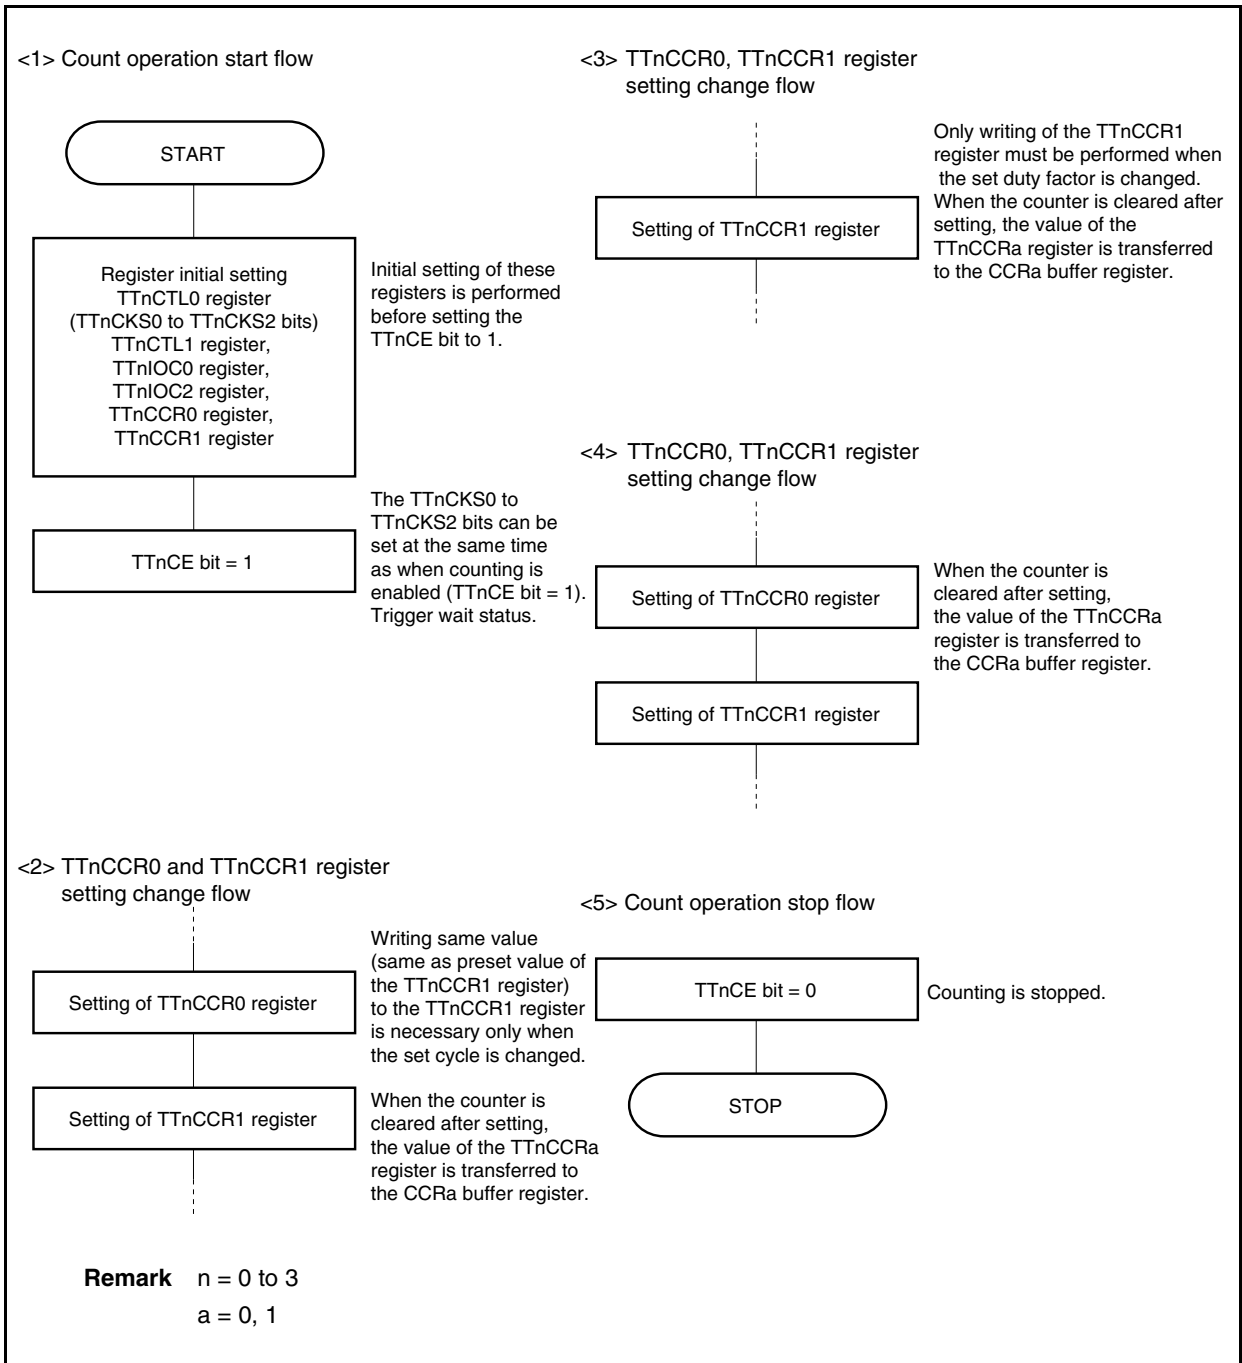 <1> Count operation start flow
START
Register initial setting
TTnCTL0 register
(TTnCKS0 to TTnCKS2 bits)
TTnCTL1 register,
TTnIOC0 register,
TTnIOC2 register,
TTnCCR0 register,
TTnCCR1 register
Initial setting of these
registers is performed
before setting the
TTnCE bit to 1.
TTnCE bit = 1
The TTnCKS0 to
TTnCKS2 bits can be
set at the same time
as when counting is
enabled (TTnCE bit = 1).
Trigger wait status.
<2> TTnCCR0 and TTnCCR1 register
setting change flow
Setting of TTnCCR0 register
Writing same value
(same as preset value of
the TTnCCR1 register)
to the TTnCCR1 register
is necessary only when
the set cycle is changed.
Setting of TTnCCR1 register
When the counter is
cleared after setting,
the value of the TTnCCRa
register is transferred to
the CCRa buffer register.
<3> TTnCCR0, TTnCCR1 register
setting change flow
Setting of TTnCCR1 register
Only writing of the TTnCCR1
register must be performed when
the set duty factor is changed.
When the counter is cleared after
setting, the value of the
TTnCCRa register is transferred
to the CCRa buffer register.
<4> TTnCCR0, TTnCCR1 register
setting change flow
Setting of TTnCCR0 register
When the counter is
cleared after setting,
the value of the TTnCCRa
register is transferred to
the CCRa buffer register.
Setting of TTnCCR1 register
<5> Count operation stop flow
TTnCE bit = 0
Counting is stopped.
STOP
Remark n = 0 to 3
a = 0, 1